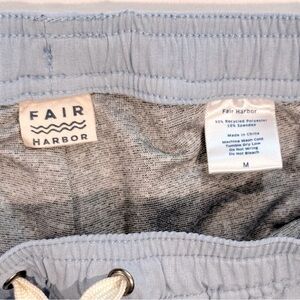 FAIR
HARBOR
Fair Harbor
90% Recycled Polyester
10% Spandex
Made in China
Machine Wash Cold
Tumble Dry Low
Do Not Wring
Do Not Bleach
M